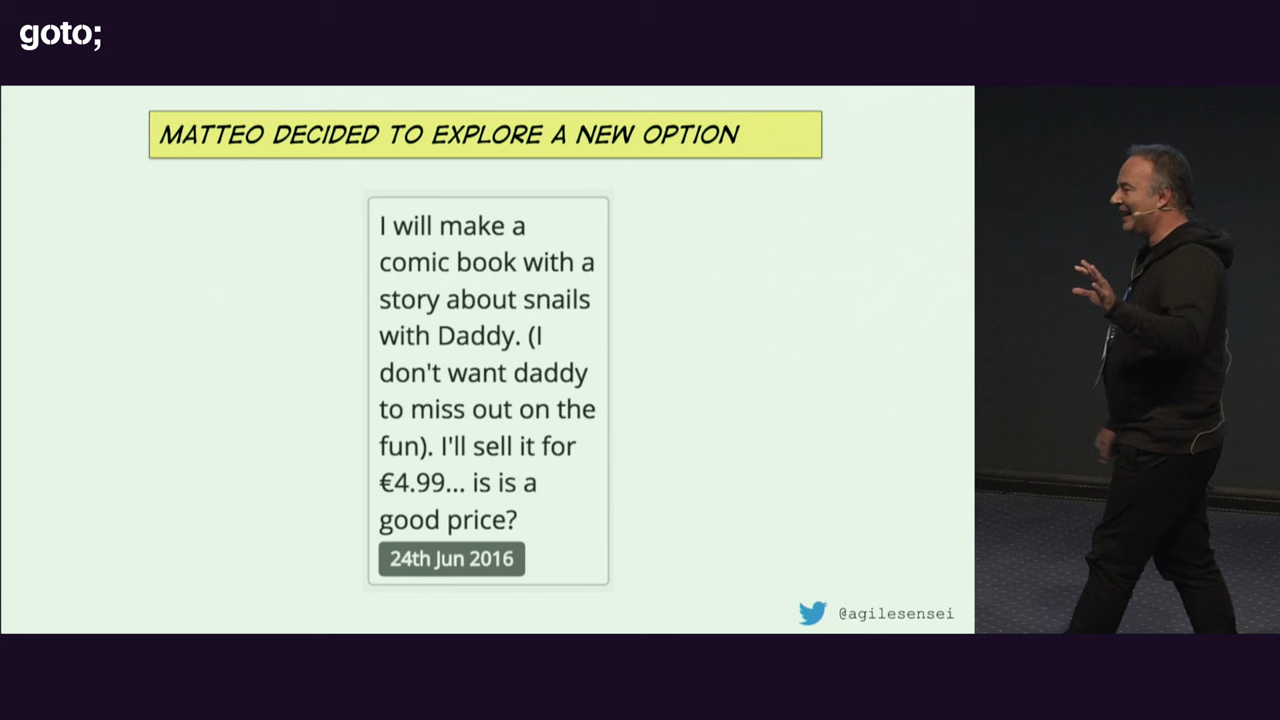 goto;
MATTEO DECIDED TO EXPLORE A NEW OPTION
I will make a
comic book with a
story about snails
with Daddy. (I
don't want daddy
to miss out on the
fun). I'll sell it for
€4.99... is is a
good price?
24th Jun 2016
@agilesensei